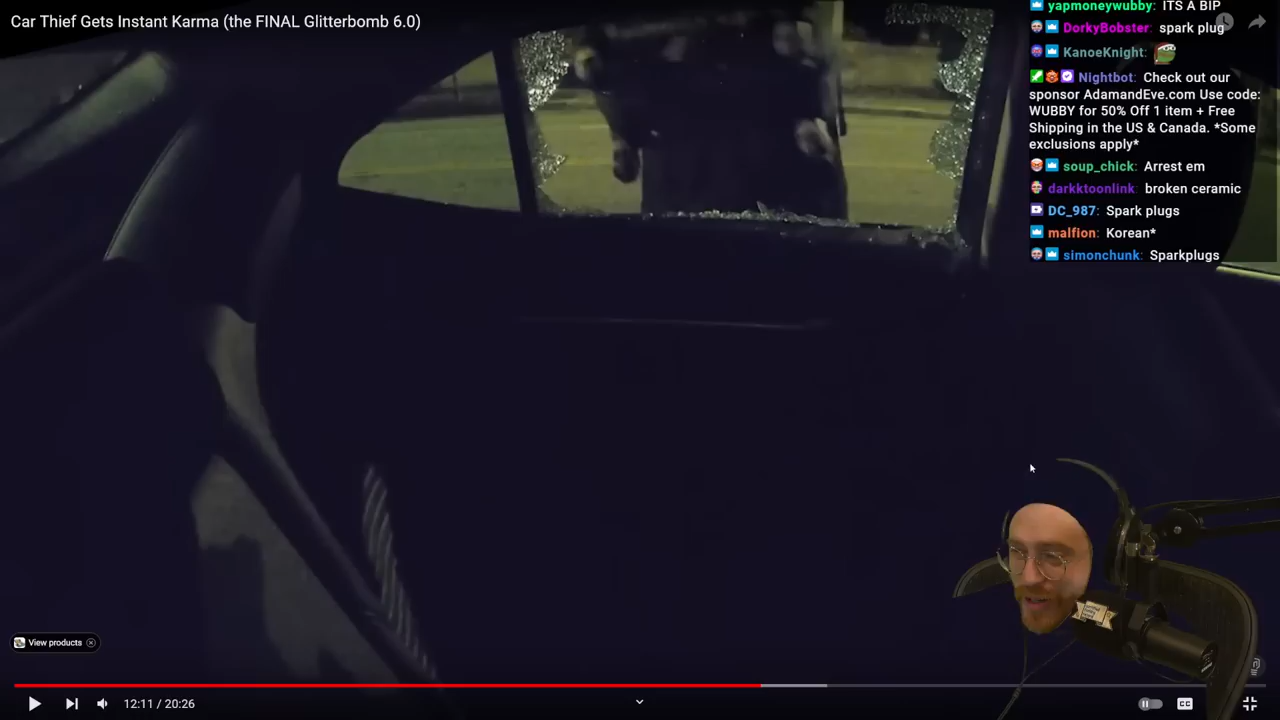 Car Thief Gets Instant Karma (the FINAL Glitterbomb 6.0)
yapmoneywubby: ITS A BIP
DorkyBobster: spark plug
KanoeKnight:
Nightbot: Check out our
sponsor AdamandEve.com Use code:
WUBBY for 50% Off 1 item + Free
Shipping in the US & Canada. *Some
exclusions apply*
soup_chick: Arrest em
darkktoonlink: broken ceramic
DC_987: Spark plugs
malfion: Korean*
simonchunk: Sparkplugs
View products
12:11 / 20:26
CC